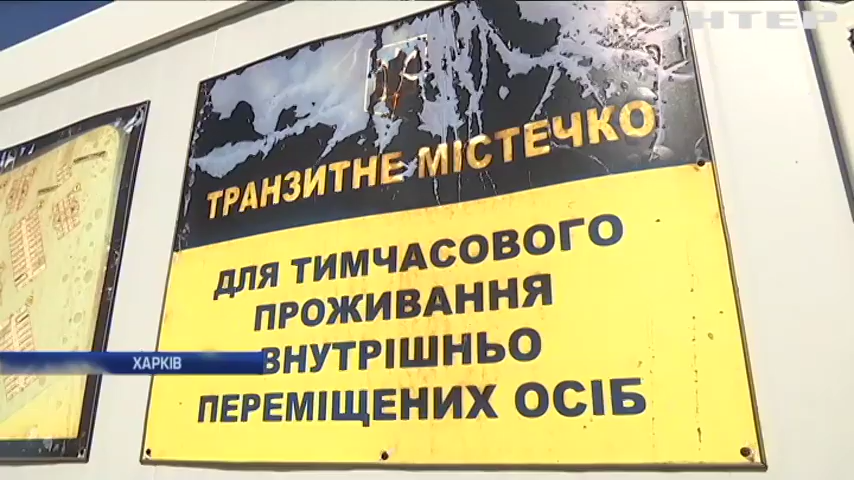 ІНТЕР
ТРАНЗИТНЕ МІСТЕЧКО
ДЛЯ ТИМЧАСОВОГО
ПРОЖИВАННЯ
ВНУТРІШНЬО
ПЕРЕМІЩЕНИХ ОСІБ
ХАРКІВ